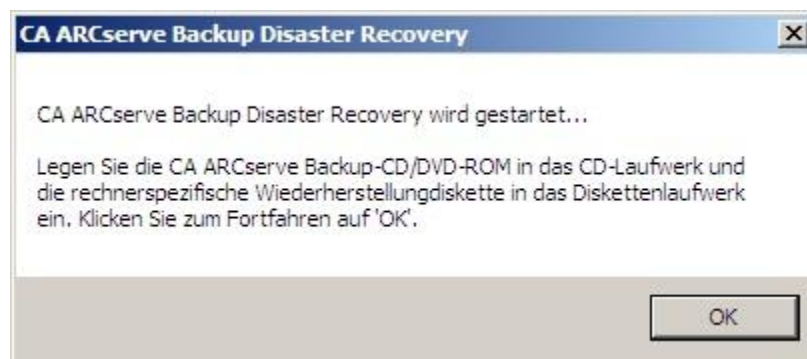 CA ARCserve Backup Disaster Recovery
CA ARCserve Backup Disaster Recovery wird gestartet...
Legen Sie die CA ARCserve Backup-CD/DVD-ROM in das CD-Laufwerk und
die rechnerspezifische Wiederherstellungdiskette in das Diskettenlaufwerk
ein. Klicken Sie zum Fortfahren auf 'OK'.
OK